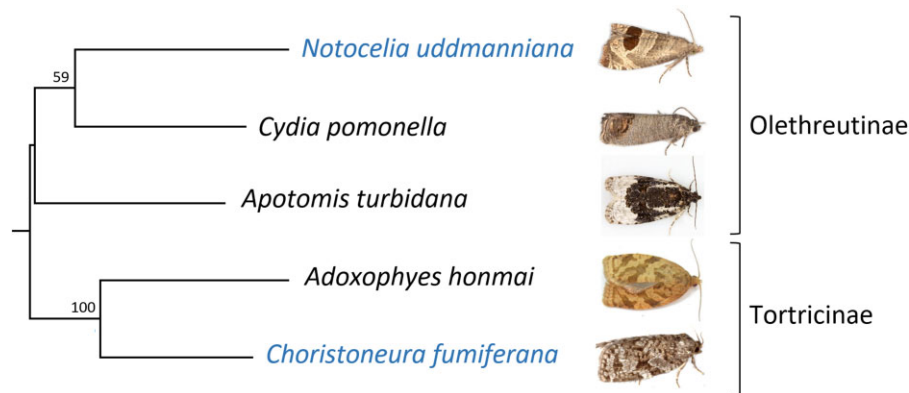 Notocelia uddmanniana
59
Cydia pomonella
Olethreutinae
Apotomis turbidana
Adoxophyes honmai
100
Tortricinae
Choristoneura fumiferana